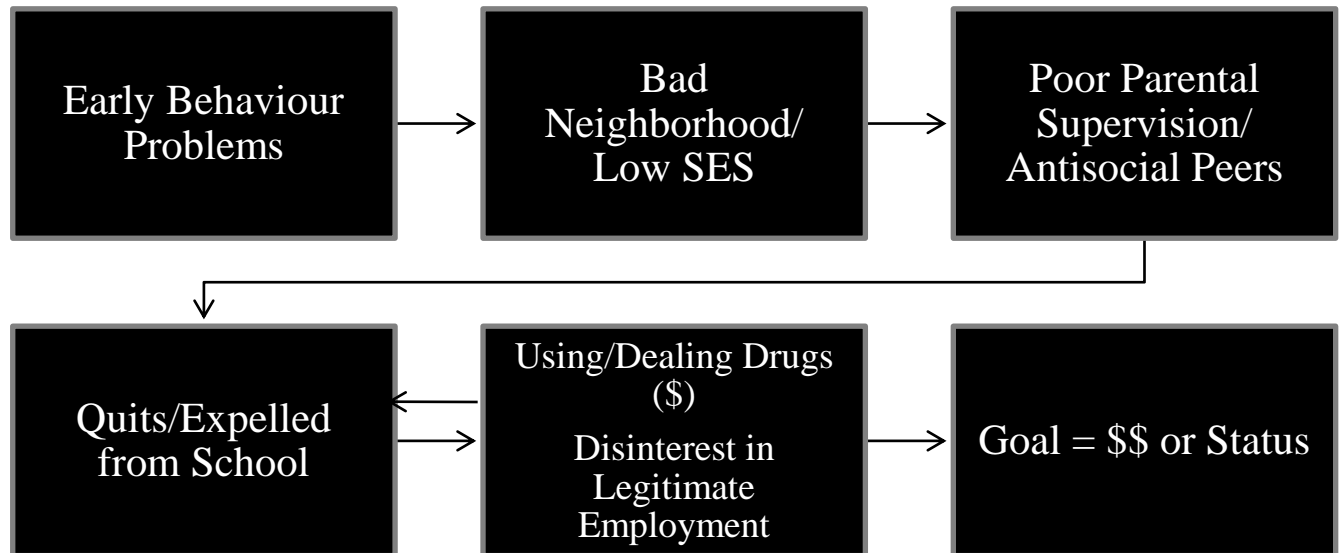 Early Behaviour
Problems
Bad
Neighborhood/
Low SES
Poor Parental
Supervision/
Antisocial Peers
Quits/Expelled
from School
Using/Dealing Drugs
($)
Disinterest in
Legitimate
Employment
Goal = $$ or Status